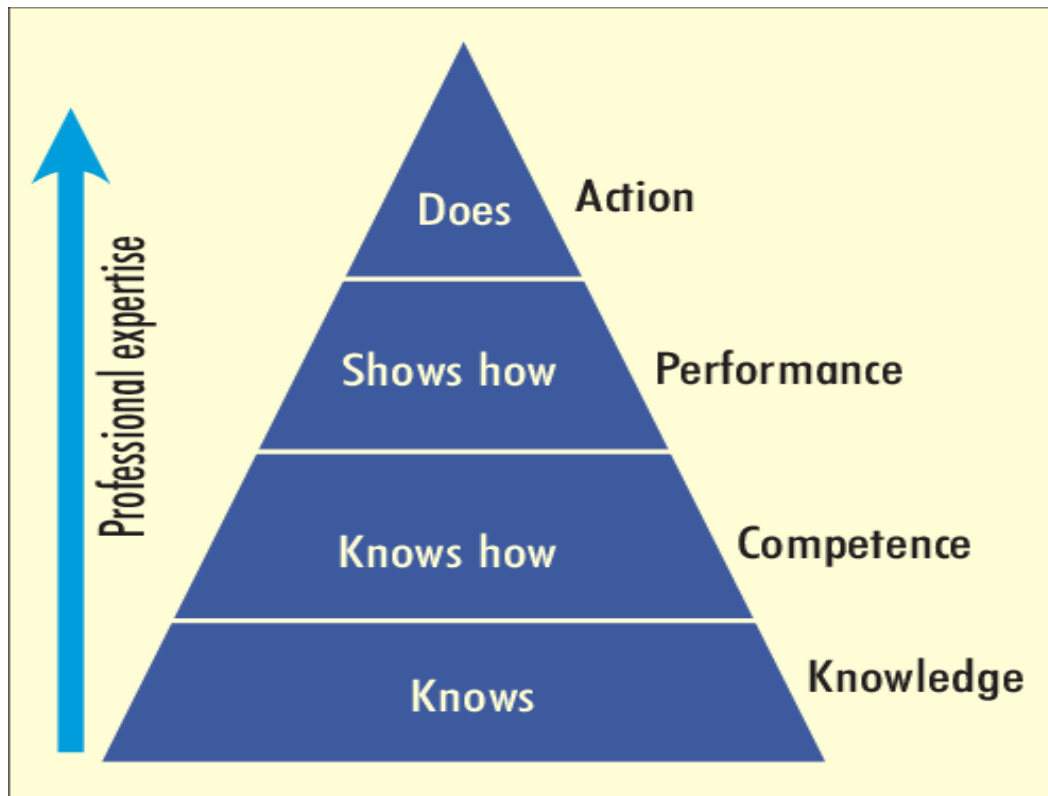 Does
Action
Professional expertise
Shows how
Performance
Knows how
Competence
Knows
Knowledge